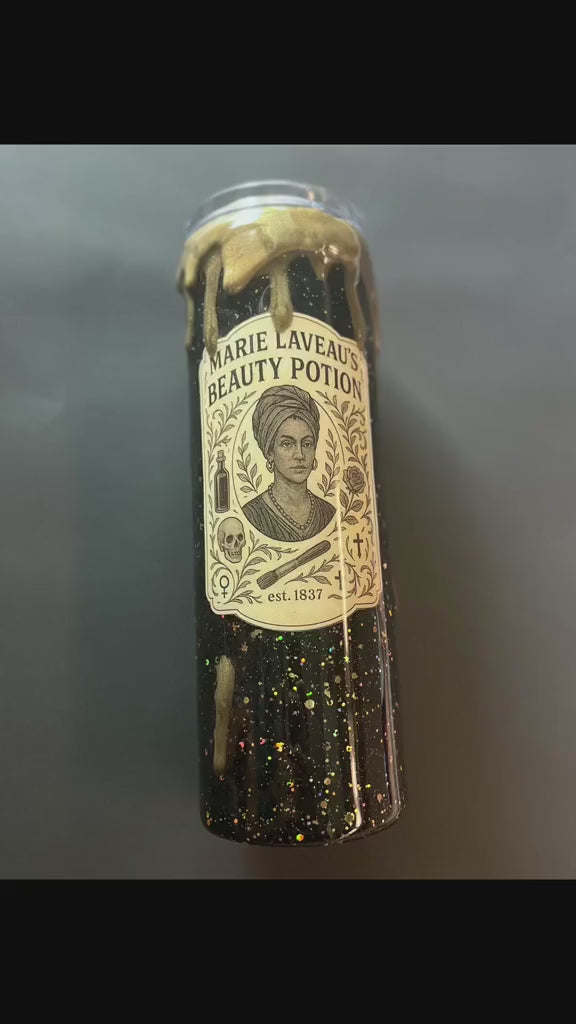 MARIE LAVEAU'S
BEAUTY POTION
est. 1837